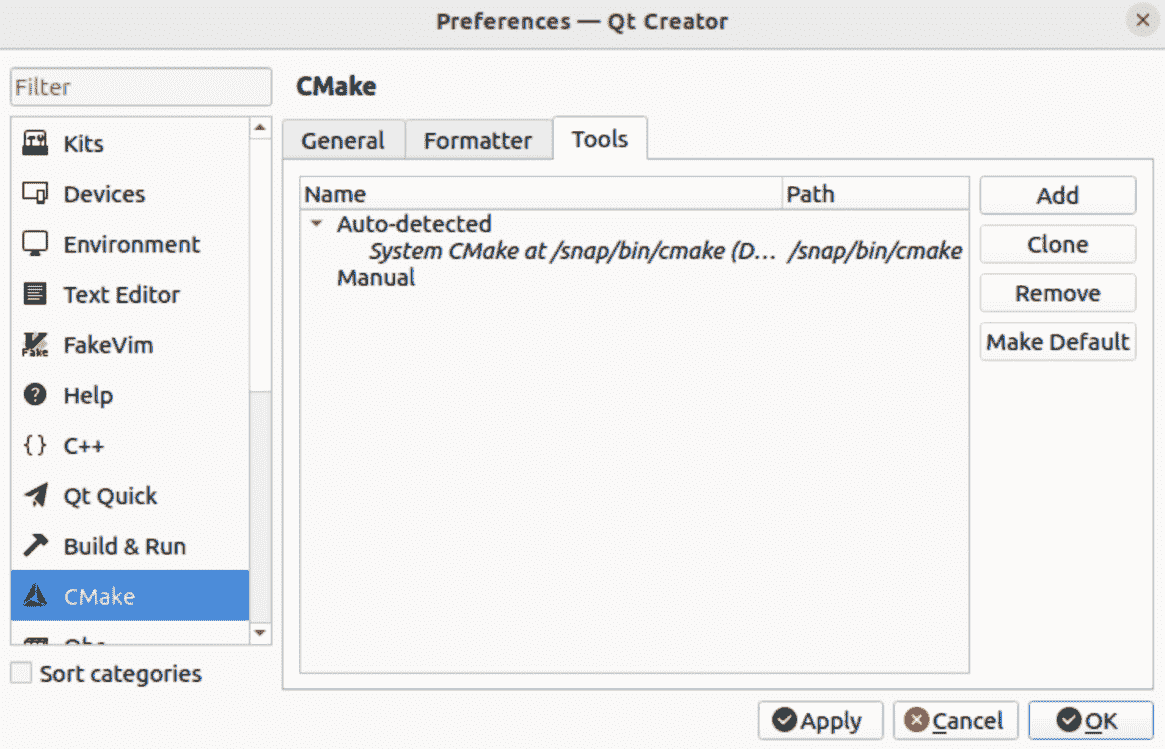 Preferences — Qt Creator
Filter
Kits
Devices
Environment
Text Editor
FakeVim
Help
C++
Qt Quick
Build & Run
CMake
Sort categories
CMake
General Formatter Tools
Name Path
Auto-detected
System CMake at /snap/bin/cmake (D... /snap/bin/cmake
Manual
Add
Clone
Remove
Make Default
Apply Cancel OK